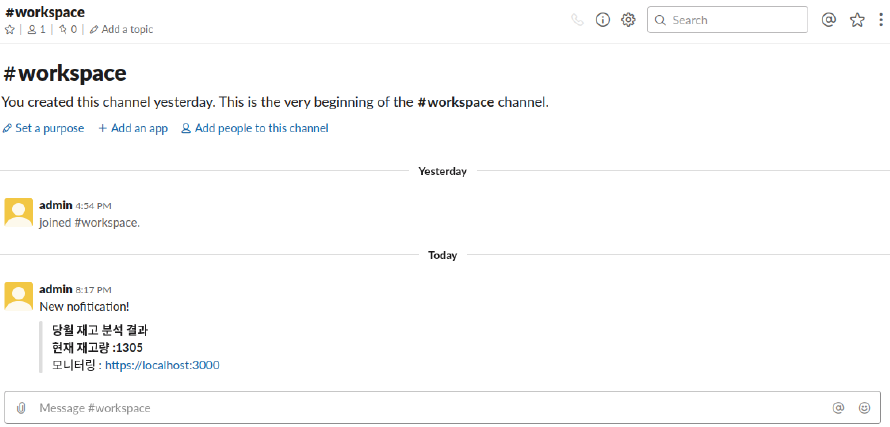 #workspace
1 | 0 | Add a topic
Search
#workspace
You created this channel yesterday. This is the very beginning of the #workspace channel.
Set a purpose + Add an app Add people to this channel
Yesterday
admin 4:54 PM
joined #workspace.
Today
admin 8:17 PM
New nofitication!
당월 재고 분석 결과
현재 재고량 :1305
모니터링 : https://localhost:3000
Message #workspace